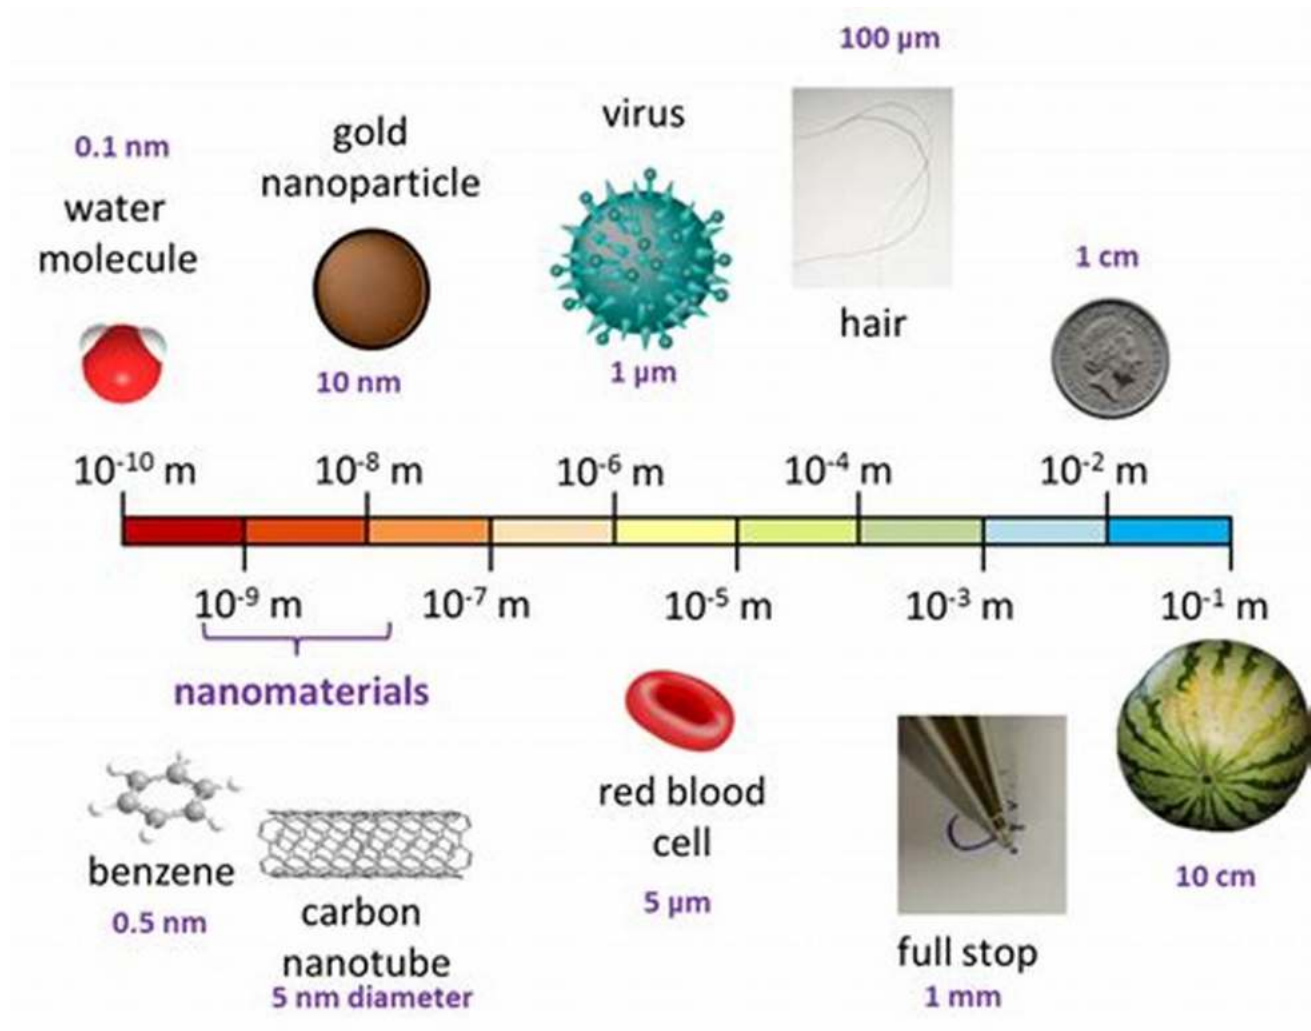 100 µm
virus
gold
nanoparticle
0.1 nm
water
molecule
1 cm
hair
10 nm
1 µm
10⁻¹⁰ m
10⁻⁸ m
10⁻⁶ m
10⁻⁴ m
10⁻² m
10⁻⁹ m
10⁻⁷ m
10⁻⁵ m
10⁻³ m
10⁻¹ m
nanomaterials
benzene
0.5 nm
carbon
nanotube
5 nm diameter
red blood
cell
5 µm
full stop
1 mm
10 cm